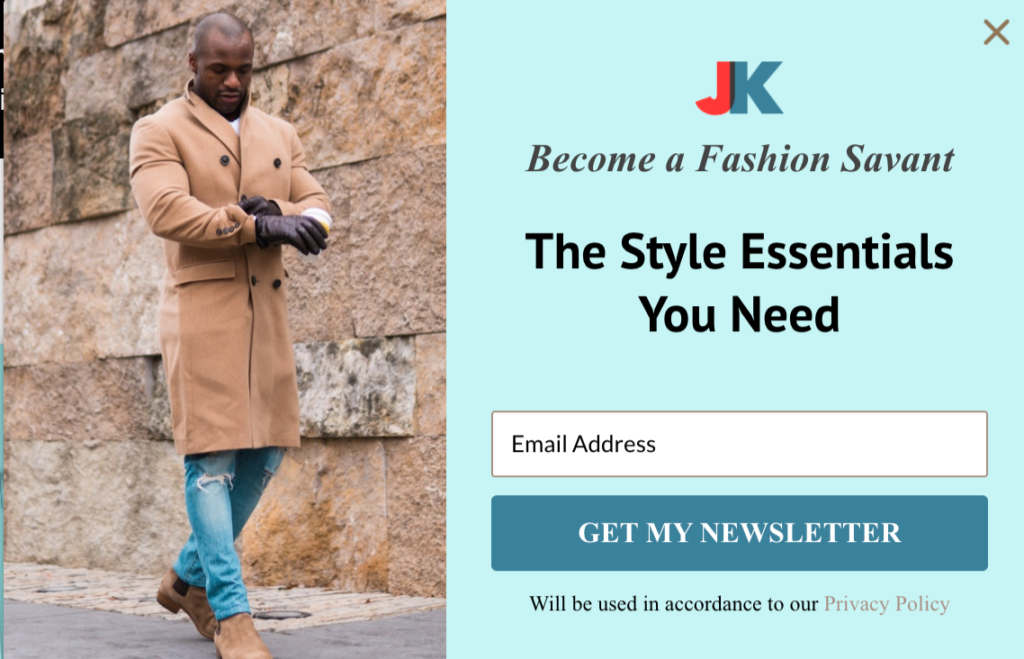 JK
Become a Fashion Savant
The Style Essentials
You Need
Email Address
GET MY NEWSLETTER
Will be used in accordance to our Privacy Policy